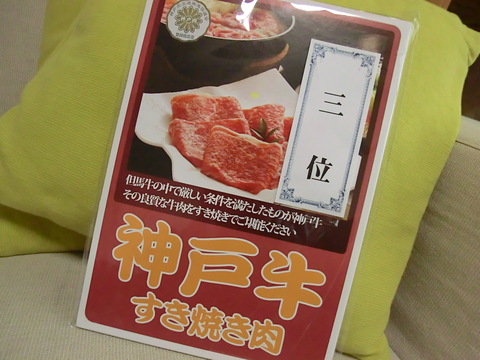 三位
但馬牛の中で厳しい条件を満たしたものが神戸牛
その良質な牛肉をすき焼きでご堪能ください
神戸牛
すき焼き肉